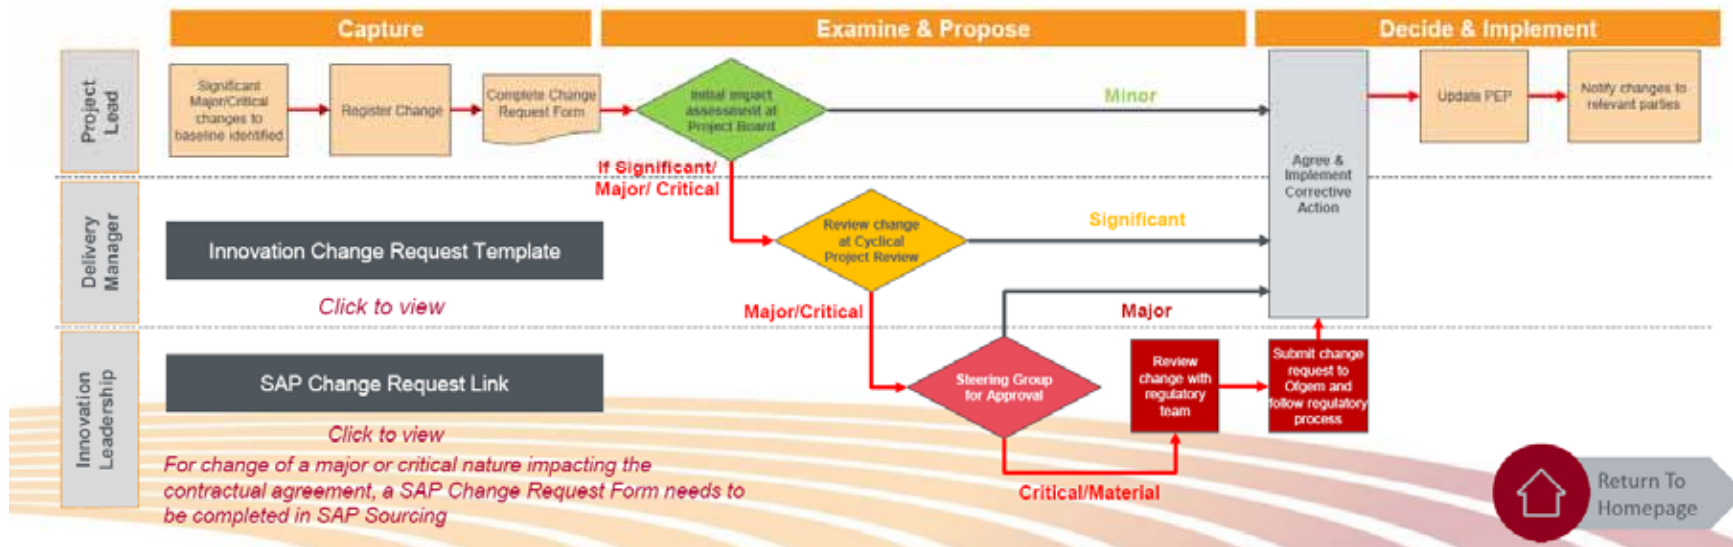 Capture
Examine & Propose
Decide & Implement
Project
Lead
Significant
Major/Critical
changes to
baseline identified
Register Change
Complete Change
Request Form
Initial impact
assessment at
Project Board
Minor
Agree &
Implement
Corrective
Action
Update PEP
Notify changes to
relevant parties
If Significant/
Major/ Critical
Delivery
Manager
Innovation Change Request Template
Click to view
Review change
at Cyclical
Project Review
Significant
Major/Critical
Major
Innovation
Leadership
SAP Change Request Link
Click to view
For change of a major or critical nature impacting the
contractual agreement, a SAP Change Request Form needs to
be completed in SAP Sourcing
Steering Group
for Approval
Review
change with
regulatory
team
Submit change
request to
Ofgem and
follow regulatory
process
Critical/Material
Return To
Homepage